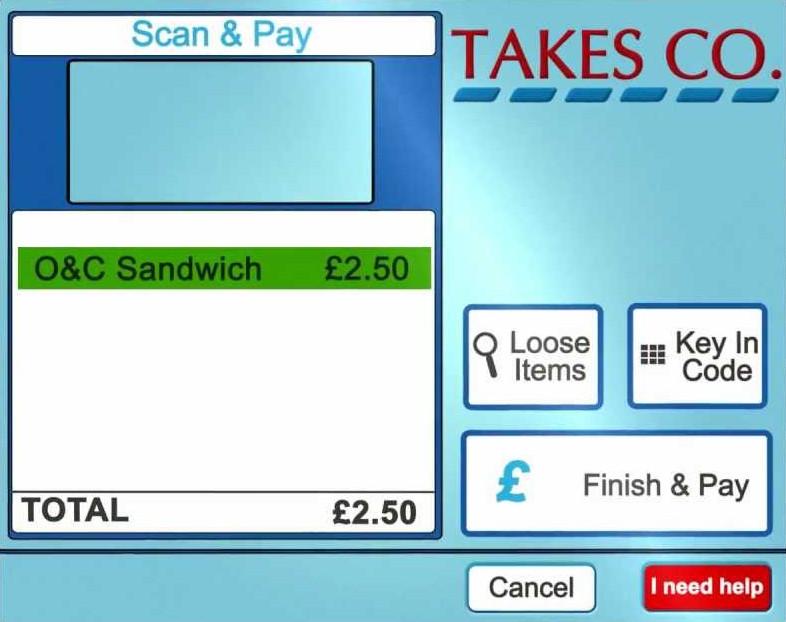 Scan & Pay
TAKES CO.
O&C Sandwich £2.50
Loose
Items
Key In
Code
£ Finish & Pay
TOTAL £2.50
Cancel
I need help